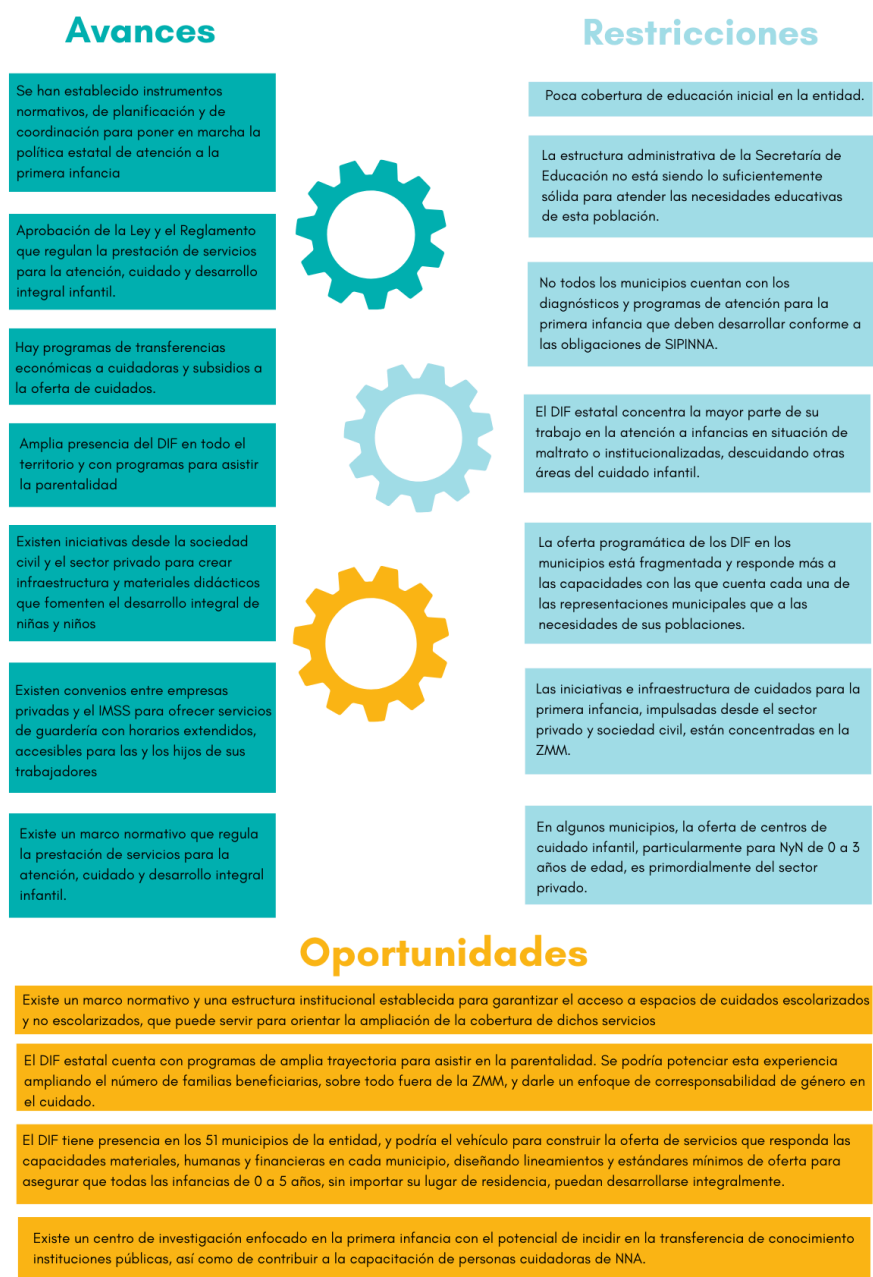 Avances
Se han establecido instrumentos
normativos, de planificación y de
coordinación para poner en marcha la
política estatal de atención a la
primera infancia
Aprobación de la Ley y el Reglamento
que regulan la prestación de servicios
para la atención, cuidado y desarrollo
integral infantil.
Hay programas de transferencias
económicas a cuidadoras y subsidios a
la oferta de cuidados.
Amplia presencia del DIF en todo el
territorio y con programas para asistir
la parentalidad
Existen iniciativas desde la sociedad
civil y el sector privado para crear
infraestructura y materiales didácticos
que fomenten el desarrollo integral de
niñas y niños
Existen convenios entre empresas
privadas y el IMSS para ofrecer servicios
de guardería con horarios extendidos,
accesibles para las y los hijos de sus
trabajadores
Existe un marco normativo que regula
la prestación de servicios para la
atención, cuidado y desarrollo integral
infantil.
Restricciones
Poca cobertura de educación inicial en la entidad.
La estructura administrativa de la Secretaría de
Educación no está siendo lo suficientemente
sólida para atender las necesidades educativas
de esta población.
No todos los municipios cuentan con los
diagnósticos y programas de atención para la
primera infancia que deben desarrollar conforme a
las obligaciones de SIPINNA.
El DIF estatal concentra la mayor parte de su
trabajo en la atención a infancias en situación de
maltrato o institucionalizadas, descuidando otras
áreas del cuidado infantil.
La oferta programática de los DIF en los
municipios está fragmentada y responde más a
las capacidades con las que cuenta cada una de
las representaciones municipales que a las
necesidades de sus poblaciones.
Las iniciativas e infraestructura de cuidados para la
primera infancia, impulsadas desde el sector
privado y sociedad civil, están concentradas en la
ZMM.
En algunos municipios, la oferta de centros de
cuidado infantil, particularmente para NyN de 0 a 3
años de edad, es primordialmente del sector
privado.
Oportunidades
Existe un marco normativo y una estructura institucional establecida para garantizar el acceso a espacios de cuidados escolarizados
y no escolarizados, que puede servir para orientar la ampliación de la cobertura de dichos servicios
El DIF estatal cuenta con programas de amplia trayectoria para asistir en la parentalidad. Se podría potenciar esta experiencia
ampliando el número de familias beneficiarias, sobre todo fuera de la ZMM, y darle un enfoque de corresponsabilidad de género en
el cuidado.
El DIF tiene presencia en los 51 municipios de la entidad, y podría el vehículo para construir la oferta de servicios que responda las
capacidades materiales, humanas y financieras en cada municipio, diseñando lineamientos y estándares mínimos de oferta para
asegurar que todas las infancias de 0 a 5 años, sin importar su lugar de residencia, puedan desarrollarse integralmente.
Existe un centro de investigación enfocado en la primera infancia con el potencial de incidir en la transferencia de conocimiento
instituciones públicas, así como de contribuir a la capacitación de personas cuidadoras de NNA.